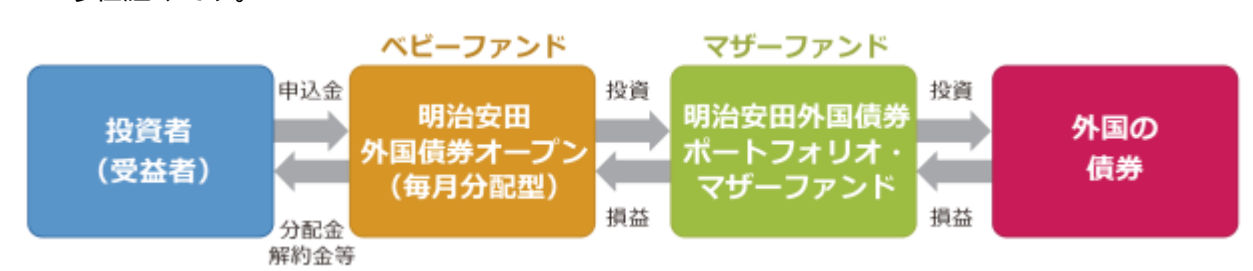 ベビーファンド
マザーファンド
投資者
（受益者）
申込金
分配金
解約金等
明治安田
外国債券オープン
（毎月分配型）
投資
損益
明治安田外国債券
ポートフォリオ・
マザーファンド
投資
損益
外国の
債券